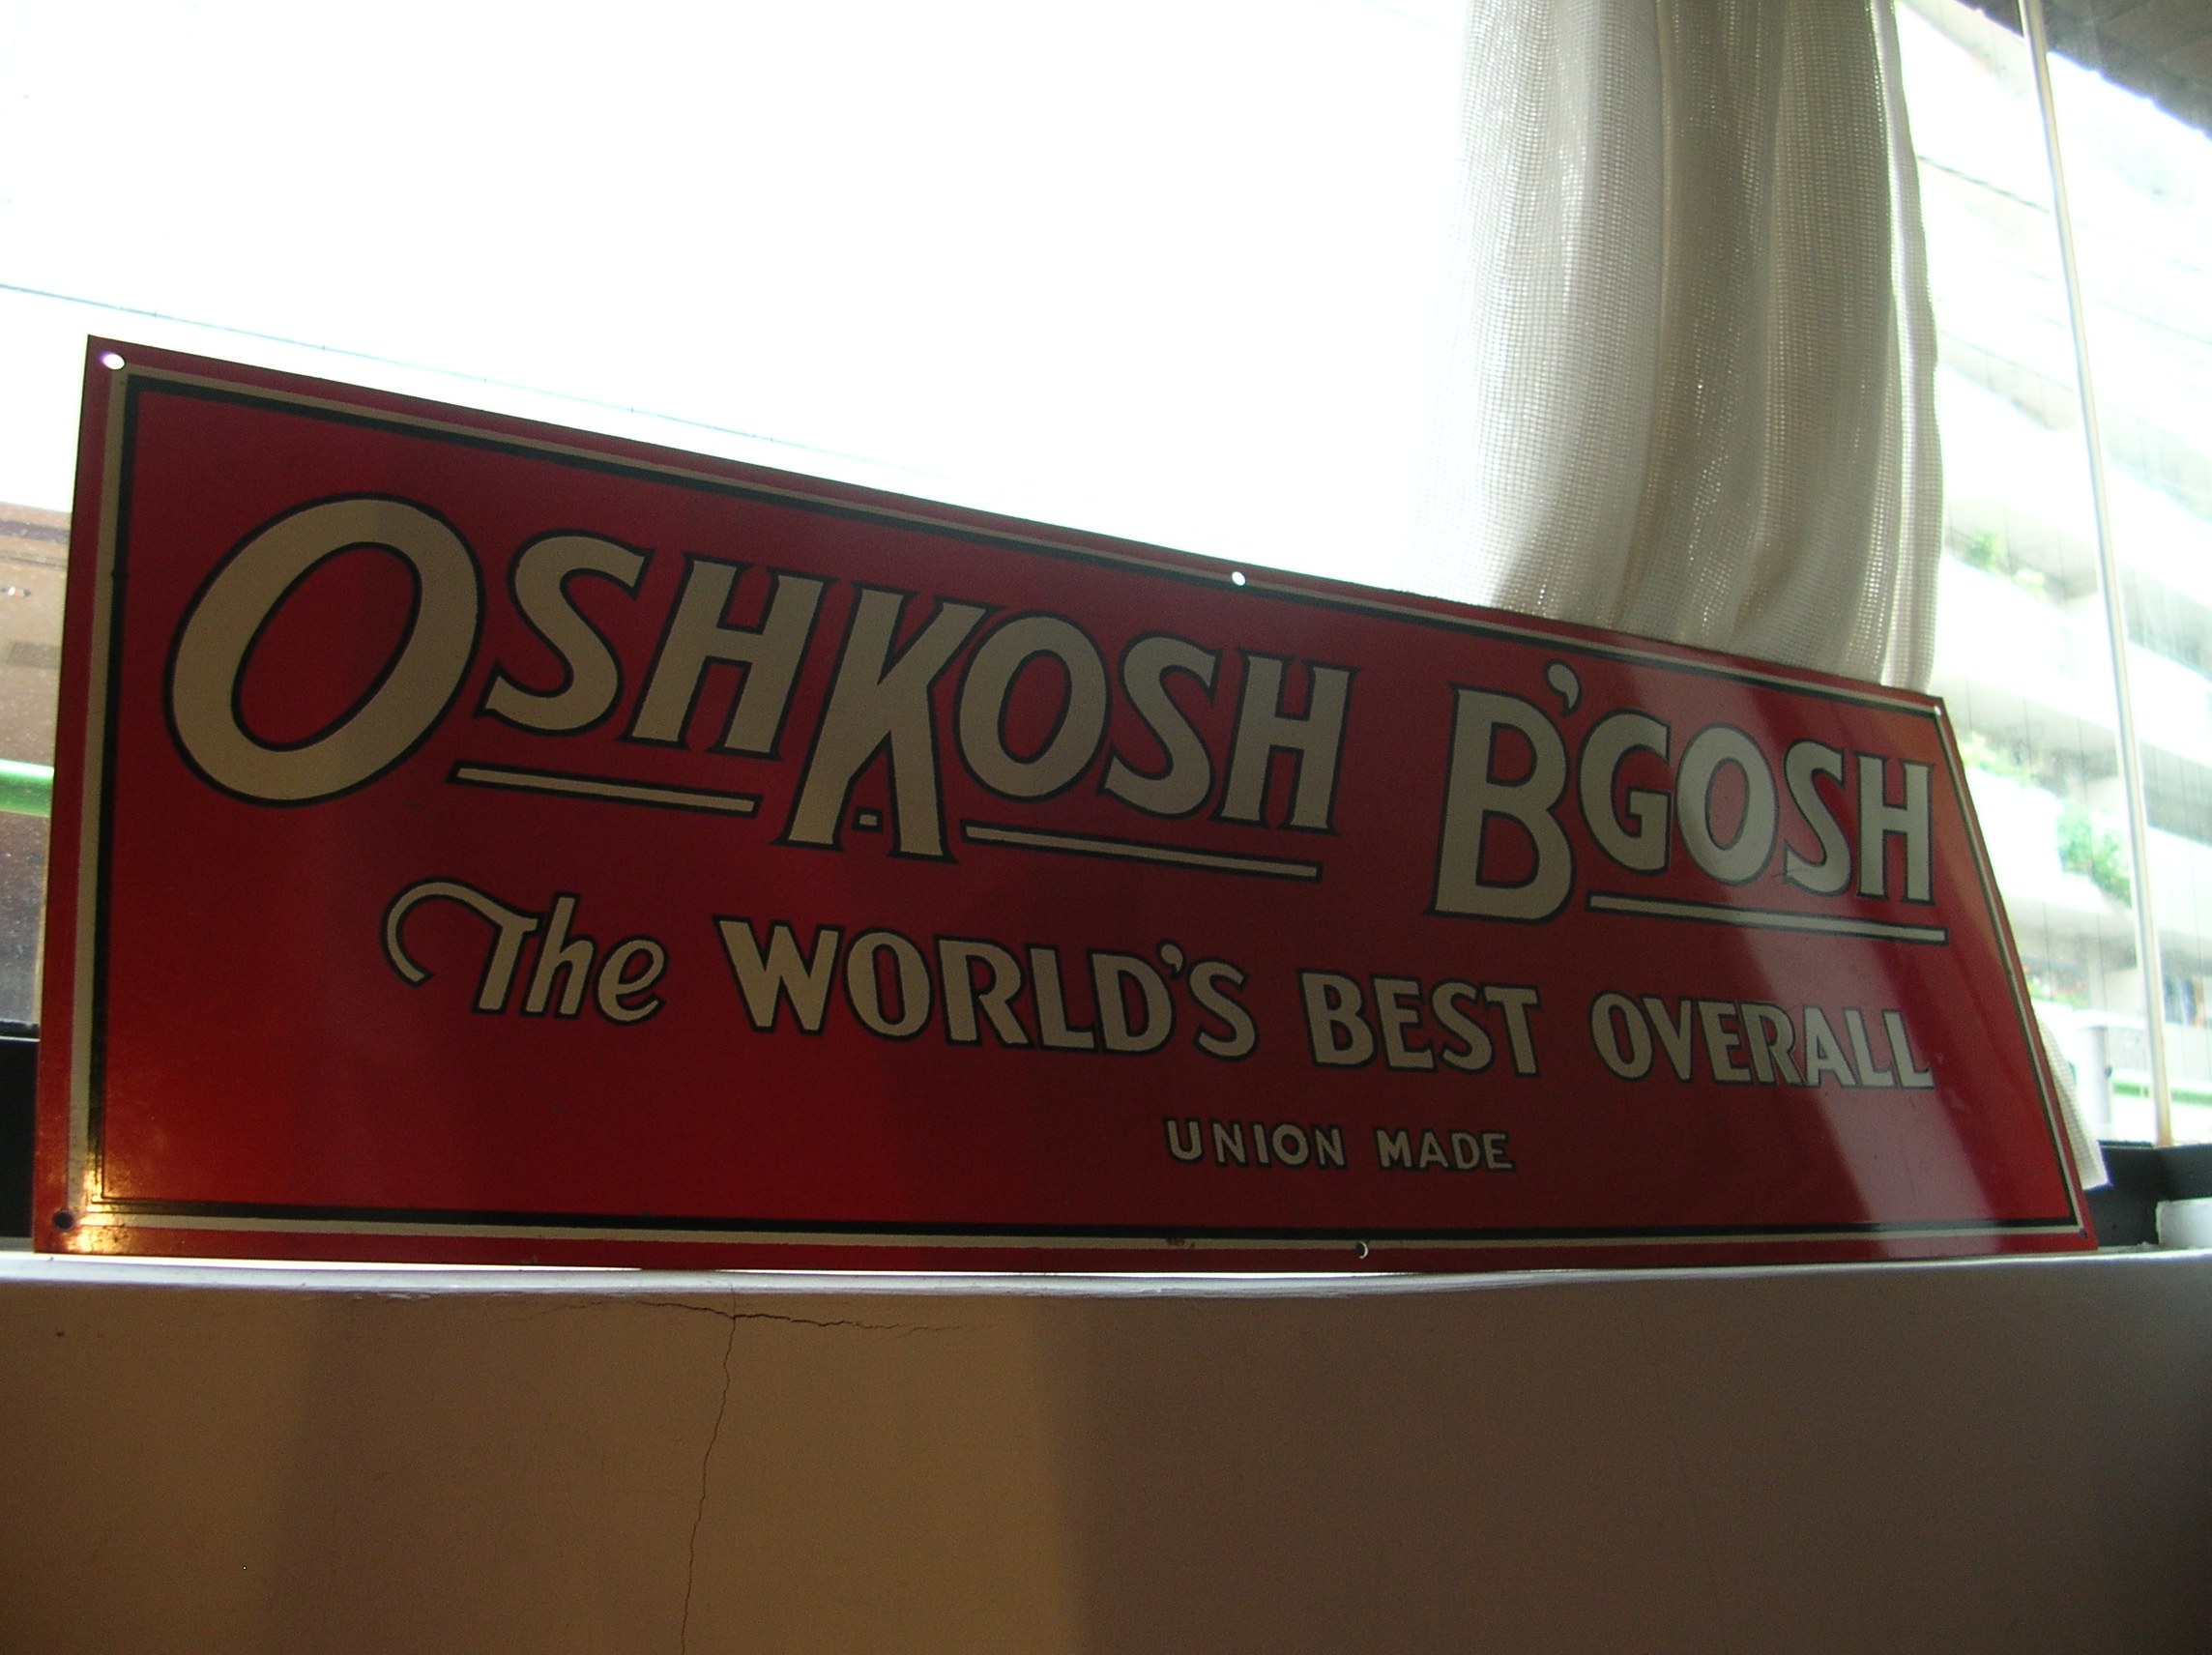 OSHKOSH B'GOSH
The WORLD'S BEST OVERALL
UNION MADE